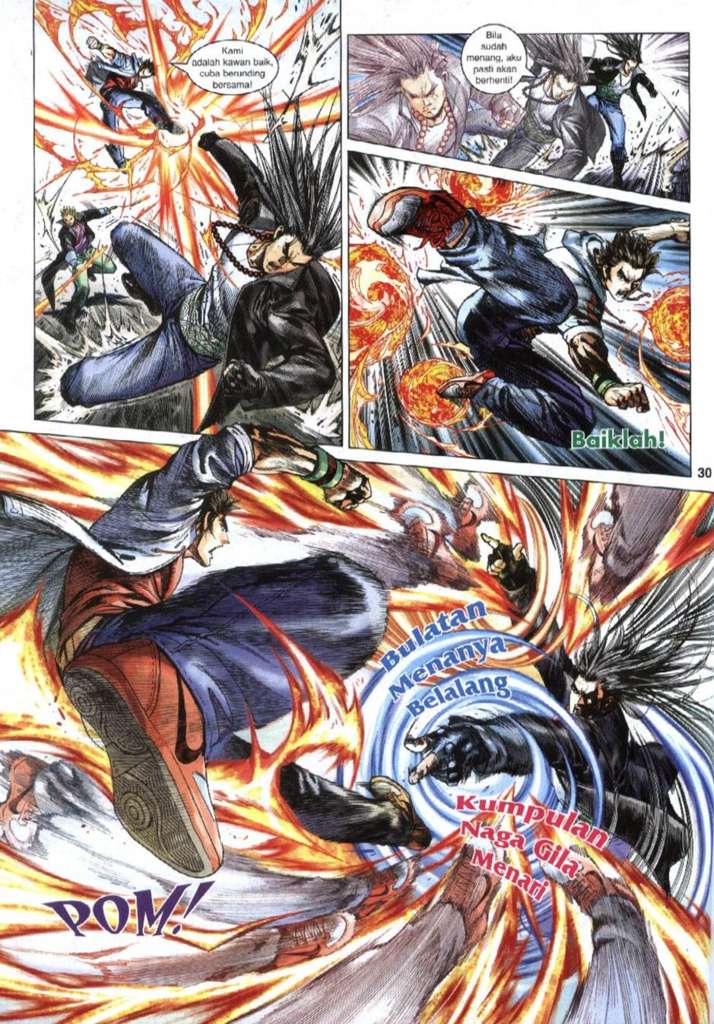 Kami
adalah kawan baik,
cuba berunding
bersama!
Bila
sudah
menang, aku
pasti akan
berhenti!
Baiklah!
30
Bulatan
Menanya
Belalang
Kumpulan
Naga Gila
Menari
POM!